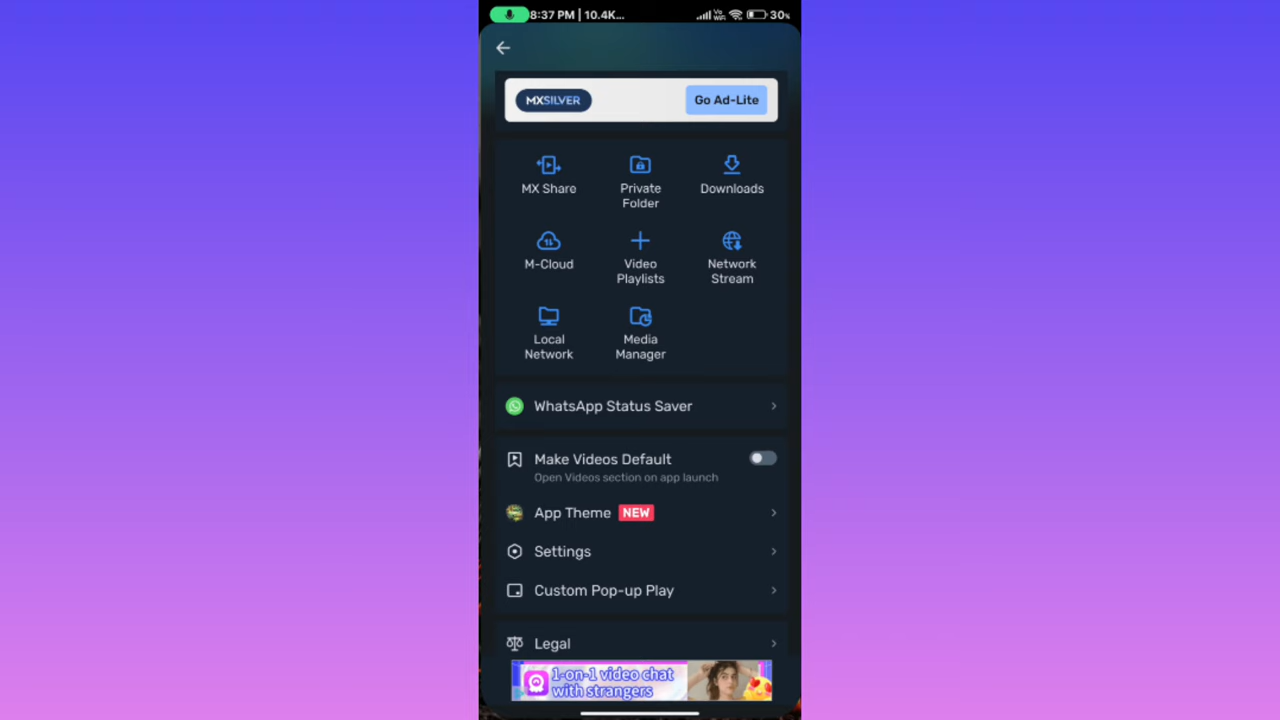 8:37 PM | 10.4K...
Vo
WiFi
30%
MXSILVER
Go Ad-Lite
MX Share
Private
Folder
Downloads
M-Cloud
Video
Playlists
Network
Stream
Local
Network
Media
Manager
WhatsApp Status Saver
Make Videos Default
Open Videos section on app launch
App Theme NEW
Settings
Custom Pop-up Play
Legal
1-on-1 video chat
with strangers